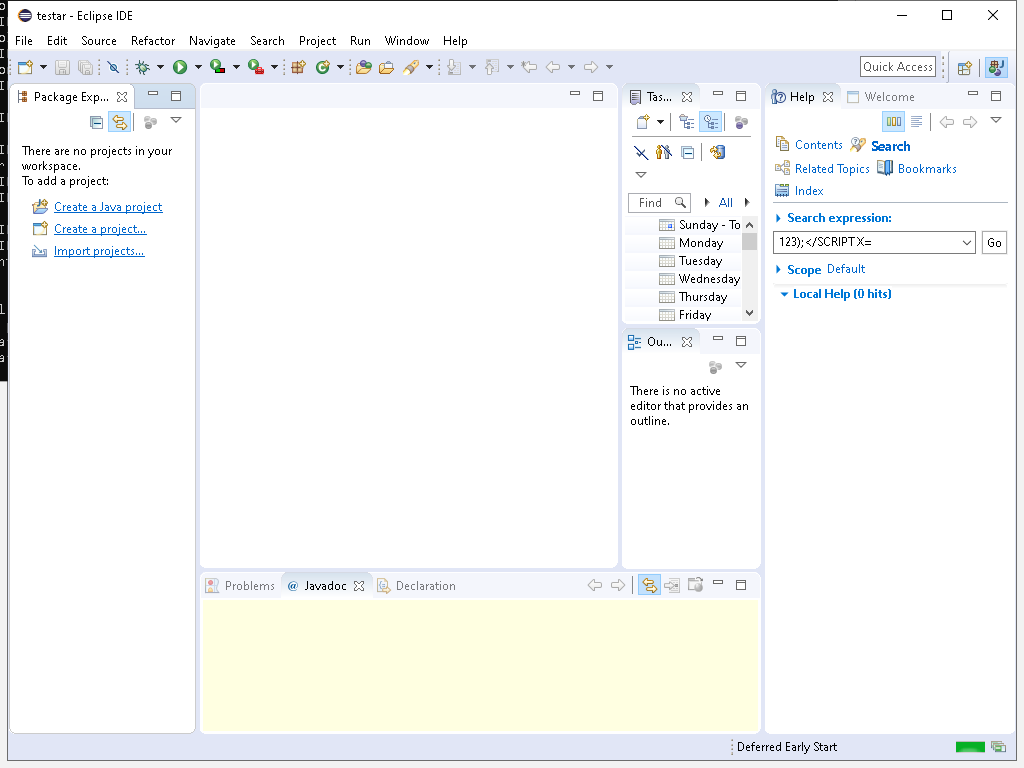 testar - Eclipse IDE
File Edit Source Refactor Navigate Search Project Run Window Help
Quick Access
Package Exp...
There are no projects in your
workspace.
To add a project:
Create a Java project
Create a project...
Import projects...
Tas...
Find
All
Sunday - To
Monday
Tuesday
Wednesday
Thursday
Friday
Ou...
There is no active
editor that provides an
outline.
Help Welcome
Contents Search
Related Topics Bookmarks
Index
Search expression:
123);</SCRIPT X=
Go
Scope Default
Local Help (0 hits)
Problems @ Javadoc Declaration
Deferred Early Start